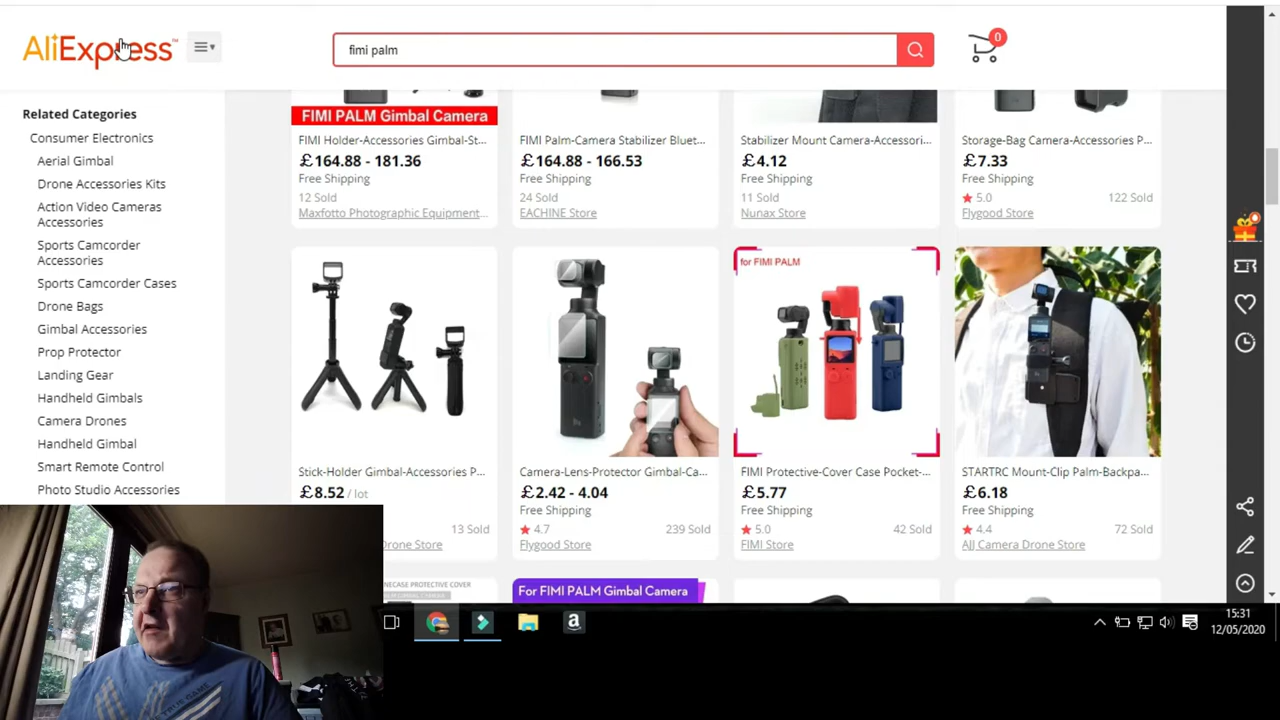 AliExpress
fimi palm
0
Related Categories
Consumer Electronics
Aerial Gimbal
Drone Accessories Kits
Action Video Cameras
Accessories
Sports Camcorder
Accessories
Sports Camcorder Cases
Drone Bags
Gimbal Accessories
Prop Protector
Landing Gear
Handheld Gimbals
Camera Drones
Handheld Gimbal
Smart Remote Control
Photo Studio Accessories
FIMI PALM Gimbal Camera
FIMI Holder-Accessories Gimbal-St...
£164.88 - 181.36
Free Shipping
12 Sold
Maxfotto Photographic Equipment...
FIMI Palm-Camera Stabilizer Bluet...
£164.88 - 166.53
Free Shipping
24 Sold
EACHINE Store
Stabilizer Mount Camera-Accessori...
£4.12
Free Shipping
11 Sold
Nunax Store
Storage-Bag Camera-Accessories P...
£7.33
Free Shipping
5.0 122 Sold
Flygood Store
Stick-Holder Gimbal-Accessories P...
£8.52 / lot
13 Sold
Drone Store
Camera-Lens-Protector Gimbal-Ca...
£2.42 - 4.04
Free Shipping
4.7 239 Sold
Flygood Store
for FIMI PALM
FIMI Protective-Cover Case Pocket-...
£5.77
Free Shipping
5.0 42 Sold
FIMI Store
STARTRC Mount-Clip Palm-Backpa...
£6.18
Free Shipping
4.4 72 Sold
AJJ Camera Drone Store
NECASE PROTECTIVE COVER
For FIMI PALM Gimbal Camera
15:31
12/05/2020